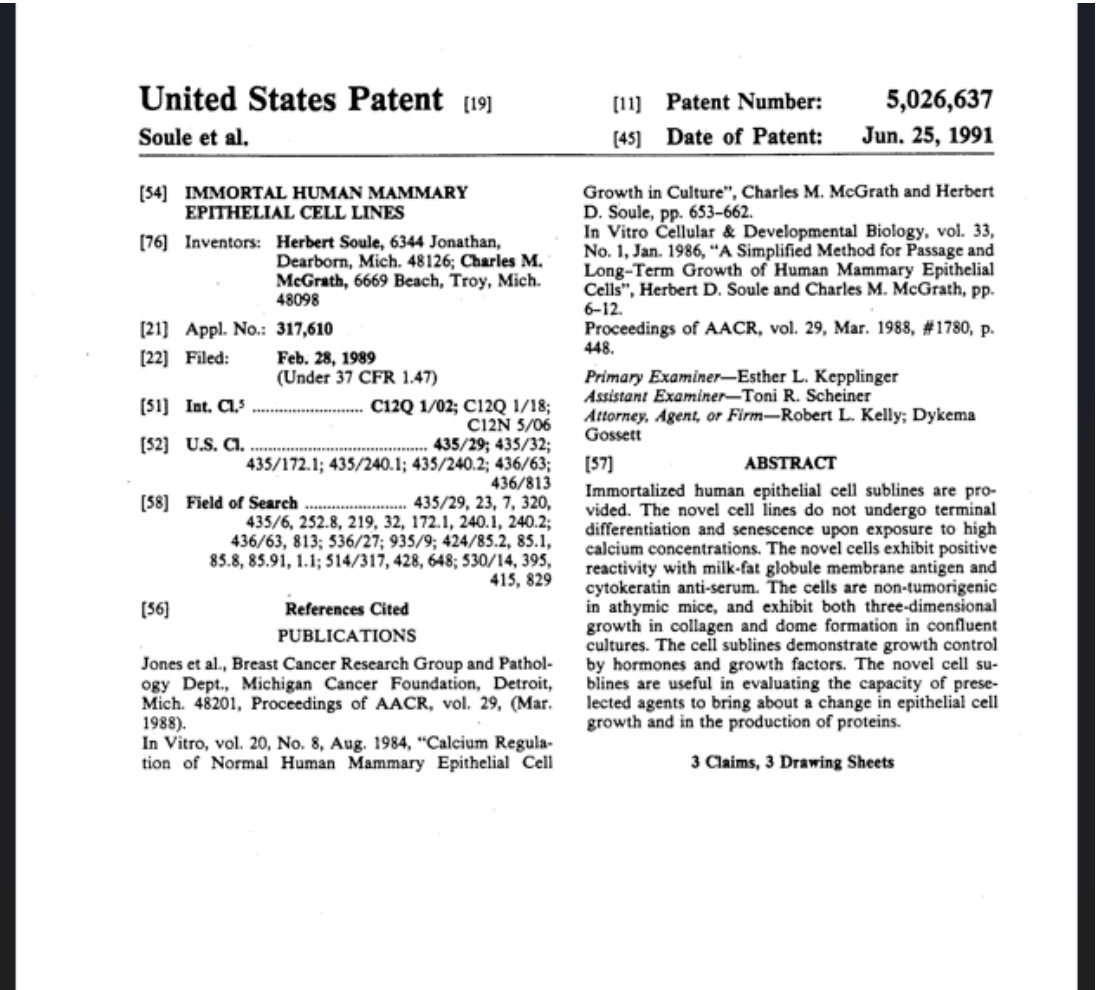 United States Patent [19]
Soule et al.
[11] Patent Number: 5,026,637
[45] Date of Patent: Jun. 25, 1991
[54] IMMORTAL HUMAN MAMMARY
EPITHELIAL CELL LINES
[76] Inventors: Herbert Soule, 6344 Jonathan,
Dearborn, Mich. 48126; Charles M.
McGrath, 6669 Beach, Troy, Mich.
48098
[21] Appl. No.: 317,610
[22] Filed: Feb. 28, 1989
(Under 37 CFR 1.47)
[51] Int. Cl.⁵ ........................ C12Q 1/02; C12Q 1/18;
C12N 5/06
[52] U.S. Cl. ...................................... 435/29; 435/32;
435/172.1; 435/240.1; 435/240.2; 436/63;
436/813
[58] Field of Search ...................... 435/29, 23, 7, 320,
435/6, 252.8, 219, 32, 172.1, 240.1, 240.2;
436/63, 813; 536/27; 935/9; 424/85.2, 85.1,
85.8, 85.91, 1.1; 514/317, 428, 648; 530/14, 395,
415, 829
[56] References Cited
PUBLICATIONS
Jones et al., Breast Cancer Research Group and Pathol-
ogy Dept., Michigan Cancer Foundation, Detroit,
Mich. 48201, Proceedings of AACR, vol. 29, (Mar.
1988).
In Vitro, vol. 20, No. 8, Aug. 1984, "Calcium Regula-
tion of Normal Human Mammary Epithelial Cell
Growth in Culture", Charles M. McGrath and Herbert
D. Soule, pp. 653–662.
In Vitro Cellular & Developmental Biology, vol. 33,
No. 1, Jan. 1986, "A Simplified Method for Passage and
Long–Term Growth of Human Mammary Epithelial
Cells", Herbert D. Soule and Charles M. McGrath, pp.
6–12.
Proceedings of AACR, vol. 29, Mar. 1988, #1780, p.
448.
Primary Examiner—Esther L. Kepplinger
Assistant Examiner—Toni R. Scheiner
Attorney, Agent, or Firm—Robert L. Kelly; Dykema
Gossett
[57] ABSTRACT
Immortalized human epithelial cell sublines are pro-
vided. The novel cell lines do not undergo terminal
differentiation and senescence upon exposure to high
calcium concentrations. The novel cells exhibit positive
reactivity with milk-fat globule membrane antigen and
cytokeratin anti-serum. The cells are non-tumorigenic
in athymic mice, and exhibit both three-dimensional
growth in collagen and dome formation in confluent
cultures. The cell sublines demonstrate growth control
by hormones and growth factors. The novel cell su-
blines are useful in evaluating the capacity of prese-
lected agents to bring about a change in epithelial cell
growth and in the production of proteins.
3 Claims, 3 Drawing Sheets